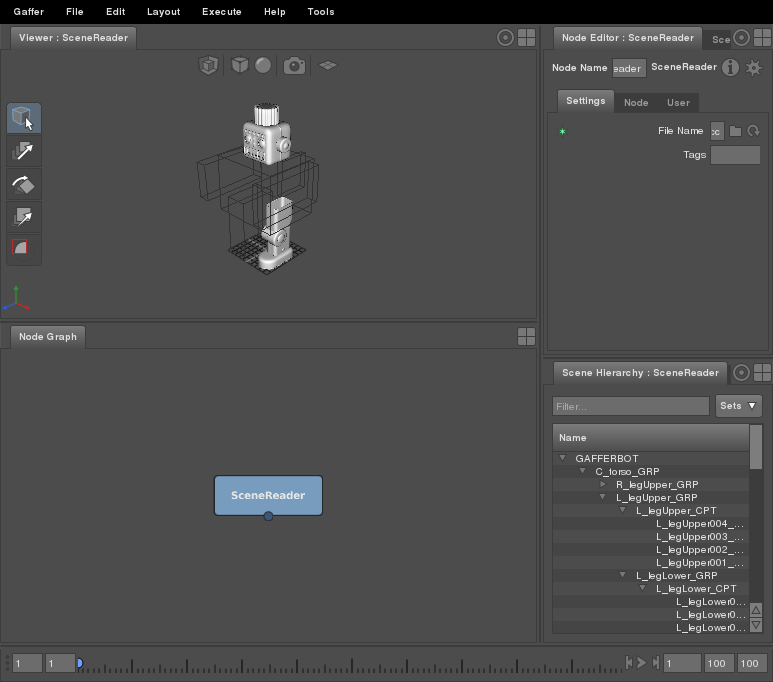 Gaffer File Edit Layout Execute Help Tools
Viewer : SceneReader
Node Editor : SceneReader Sce
Node Name eader SceneReader
Settings Node User
File Name cc
Tags
Node Graph
SceneReader
Scene Hierarchy : SceneReader
Filter... Sets
Name
GAFFERBOT
C_torso_GRP
R_legUpper_GRP
L_legUpper_GRP
L_legUpper_CPT
L_legUpper004_...
L_legUpper003_...
L_legUpper002_...
L_legUpper001_...
L_legLower_GRP
L_legLower_CPT
L_legLower0...
L_legLower0...
L_legLower0...
1 1 1 100 100